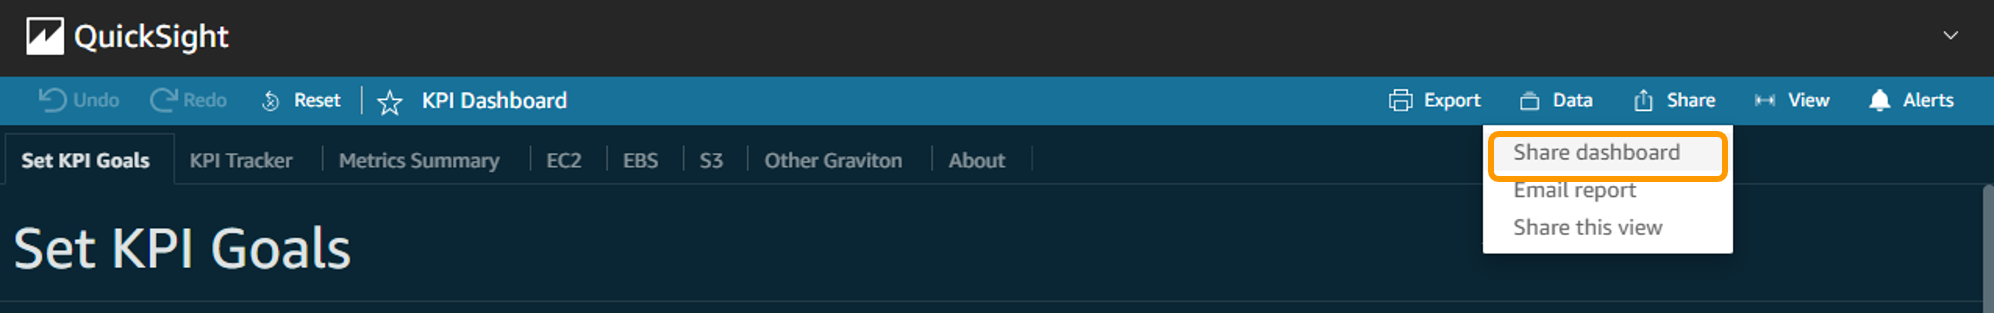 QuickSight
Undo Redo Reset KPI Dashboard Export Data Share View Alerts
Set KPI Goals KPI Tracker Metrics Summary EC2 EBS S3 Other Graviton About
Share dashboard
Email report
Share this view
Set KPI Goals